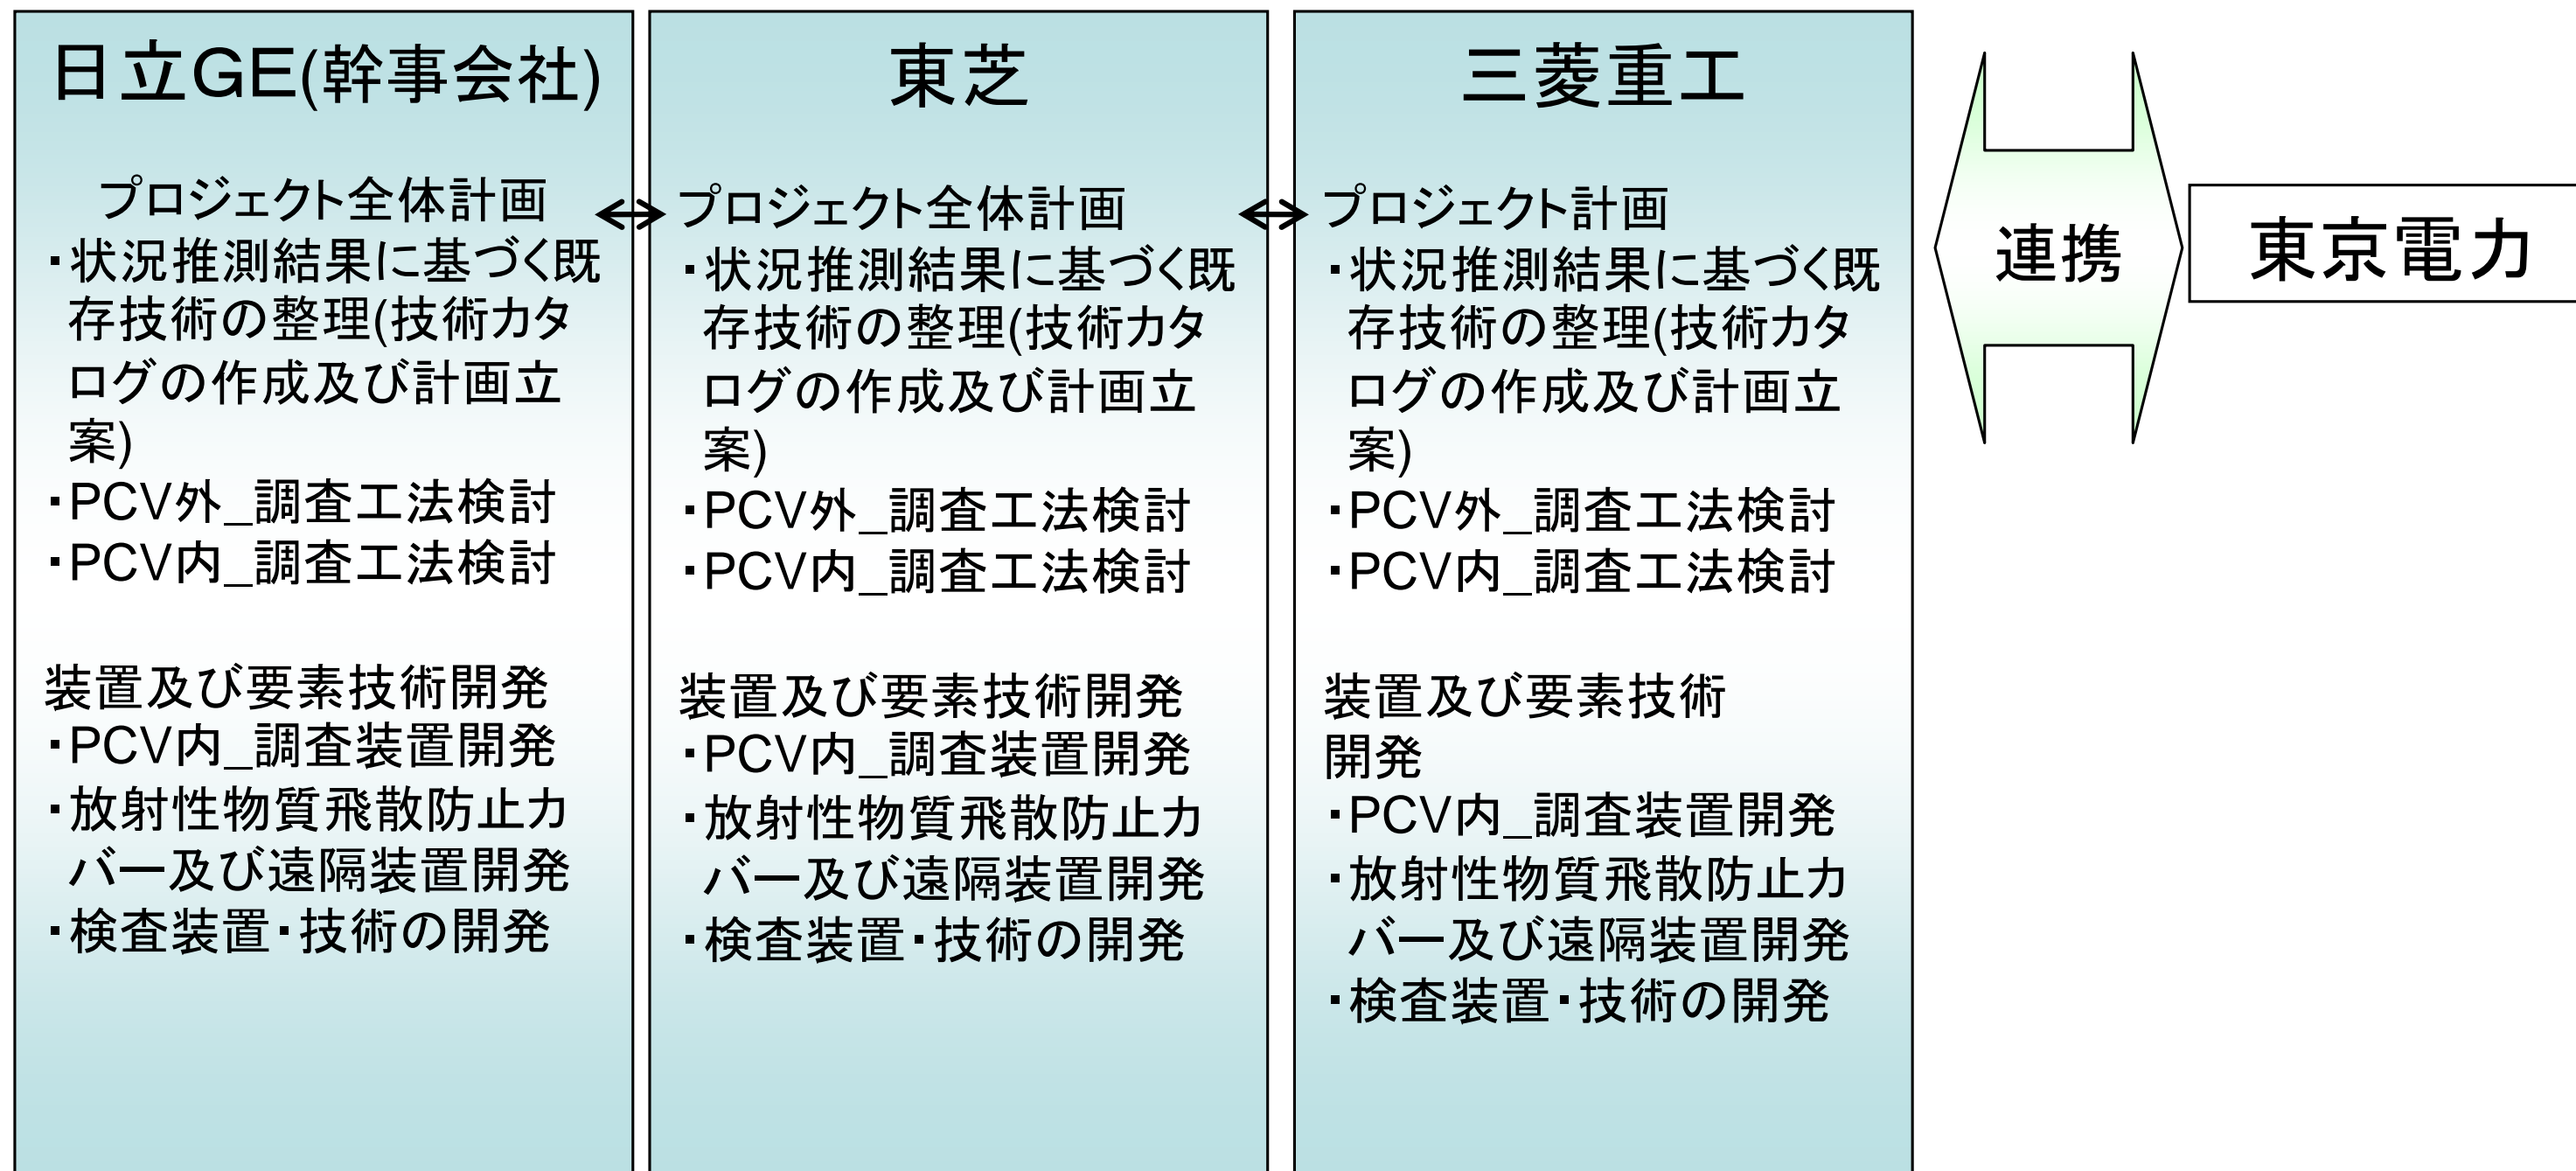 日立GE(幹事会社)
プロジェクト全体計画
・状況推測結果に基づく既
存技術の整理(技術カタ
ログの作成及び計画立
案)
・PCV外_調査工法検討
・PCV内_調査工法検討
装置及び要素技術開発
・PCV内_調査装置開発
・放射性物質飛散防止カ
バー及び遠隔装置開発
・検査装置・技術の開発
東芝
プロジェクト全体計画
・状況推測結果に基づく既
存技術の整理(技術カタ
ログの作成及び計画立
案)
・PCV外_調査工法検討
・PCV内_調査工法検討
装置及び要素技術開発
・PCV内_調査装置開発
・放射性物質飛散防止カ
バー及び遠隔装置開発
・検査装置・技術の開発
三菱重工
プロジェクト計画
・状況推測結果に基づく既
存技術の整理(技術カタ
ログの作成及び計画立
案)
・PCV外_調査工法検討
・PCV内_調査工法検討
装置及び要素技術
開発
・PCV内_調査装置開発
・放射性物質飛散防止カ
バー及び遠隔装置開発
・検査装置・技術の開発
連携
東京電力